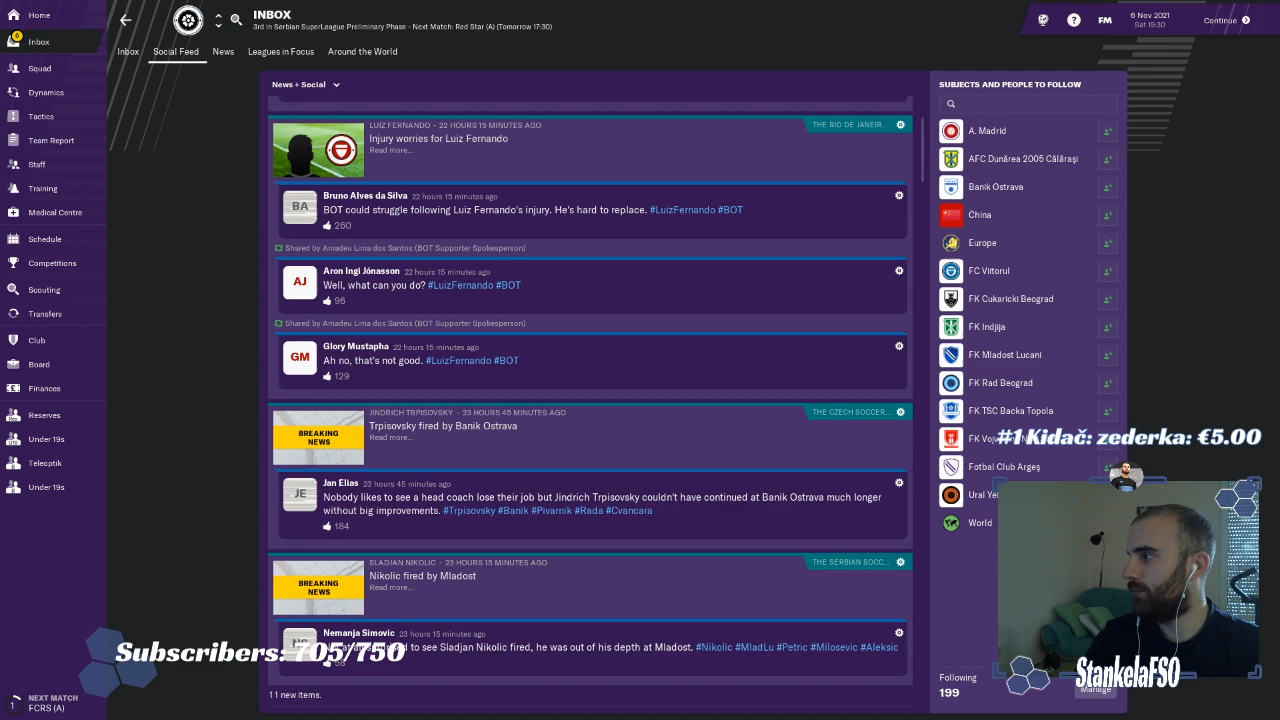 Home
Inbox
6
Squad
Dynamics
Tactics
Team Report
Staff
Training
Medical Centre
Schedule
Competitions
Scouting
Transfers
Club
Board
Finances
Reserves
Under 19s
Teleoptik
Under 19s
1
NEXT MATCH
FCRS (A)
INBOX
3rd in Serbian SuperLeague Preliminary Phase - Next Match: Red Star (A) (Tomorrow 17:30)
FM
6 Nov 2021
Sat 19:30
Continue
Inbox
Social Feed
News
Leagues in Focus
Around the World
News + Social
LUIZ FERNANDO - 22 HOURS 15 MINUTES AGO
THE RIO DE JANEIR...
Injury worries for Luiz Fernando
Read more...
BA
Bruno Alves da Silva 22 hours 15 minutes ago
BOT could struggle following Luiz Fernando's injury. He's hard to replace. #LuizFernando #BOT
260
Shared by Amadeu Lima dos Santos (BOT Supporter Spokesperson)
AJ
Aron Ingi Jónasson 22 hours 15 minutes ago
Well, what can you do? #LuizFernando #BOT
96
Shared by Amadeu Lima dos Santos (BOT Supporter Spokesperson)
GM
Glory Mustapha 22 hours 15 minutes ago
Ah no, that's not good. #LuizFernando #BOT
129
JINDRICH TRPISOVSKY - 23 HOURS 45 MINUTES AGO
THE CZECH SOCCER...
BREAKING
NEWS
Trpisovsky fired by Banik Ostrava
Read more...
JE
Jan Elias 23 hours 45 minutes ago
Nobody likes to see a head coach lose their job but Jindrich Trpisovsky couldn't have continued at Banik Ostrava much longer
without big improvements. #Trpisovsky #Banik #Pivarnik #Rada #Cvancara
184
SLADJAN NIKOLIC - 23 HOURS 15 MINUTES AGO
THE SERBIAN SOCC...
BREAKING
NEWS
Nikolic fired by Mladost
Read more...
Nemanja Simovic 23 hours 15 minutes ago
to see Sladjan Nikolic fired, he was out of his depth at Mladost. #Nikolic #MladLu #Petric #Milosevic #Aleksic
11 new items.
SUBJECTS AND PEOPLE TO FOLLOW
A. Madrid
AFC Dunărea 2005 Călăraşi
Banik Ostrava
China
Europe
FC Viitorul
FK Cukaricki Beograd
FK Indjija
FK Mladost Lucani
FK Rad Beograd
FK TSC Backa Topola
Fotbal Club Argeş
World
Following
199
Manage
#1 Kidač: zederka: €5.00
Subscribers: 705/750
StankelaFSO